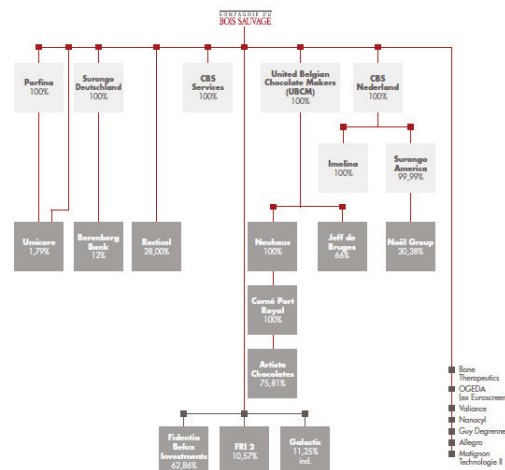 COMPAGNIE DU
BOIS SAUVAGE
Parfina
100%
Surongo
Deutschland
100%
CBS
Services
100%
United Belgian
Chocolate Makers
(UBCM)
100%
CBS
Nederland
100%
Imolina
100%
Surongo
America
99,99%
Umicore
1,79%
Berenberg
Bank
12%
Recticel
28,00%
Neuhaus
100%
Jeff de
Bruges
66%
Noël Group
30,38%
Corné Port
Royal
100%
Artista
Chocolates
75,81%
Fidentia
Belux
Investments
62,86%
FRI 2
10,57%
Galactic
11,25%
ind.
Bone
Therapeutics
OGEDA
(ex Euroscreen)
Valiance
Nanocyl
Guy Degrenne
Allegro
Matignon
Technologie II